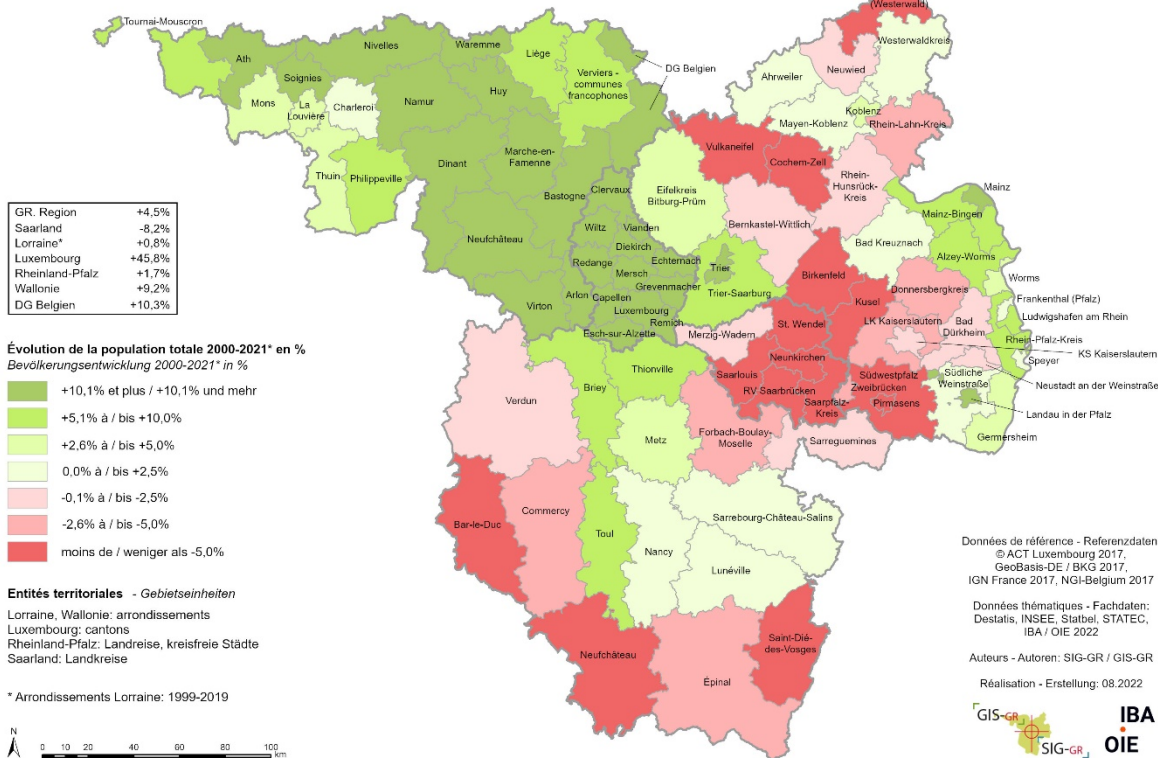 (Westerwald)
Tournai-Mouscron
Westerwaldkreis
Nivelles
Waremme
Liège
Ath
Neuwied
DG Belgien
Verviers -
communes
francophones
Ahrweiler
Soignies
Huy
Mons
La
Louvière
Charleroi
Namur
Koblenz
Mayen-Koblenz
Rhein-Lahn-Kreis
Vulkaneifel
Marche-en-
Famenne
Cochem-Zell
Dinant
Thuin
Philippeville
Rhein-
Hunsrück-
Kreis
Eifelkreis
Bitburg-Prüm
Clervaux
Mainz
Bastogne
Mainz-Bingen
Bernkastel-Wittlich
Wiltz
Vianden
Neufchâteau
Diekirch
Bad Kreuznach
Echternach
Redange
Trier
Alzey-Worms
Mersch
Birkenfeld
Worms
Grevenmacher
Trier-Saarburg
Donnersbergkreis
Virton
Arlon
Capellen
Kusel
Frankenthal (Pfalz)
Luxembourg
Ludwigshafen am Rhein
Remich
LK Kaiserslautern
Bad
Dürkheim
Esch-sur-Alzette
Merzig-Wadern
St. Wendel
Rhein-Pfalz-Kreis
KS Kaiserslautern
Neunkirchen
Speyer
Thionville
Südliche
Weinstraße
Saarlouis
Südwestpfalz
Neustadt an der Weinstraße
Briey
Zweibrücken
RV Saarbrücken
Verdun
Saarpfalz-
Kreis
Pirmasens
Landau in der Pfalz
Metz
Forbach-Boulay-
Moselle
Germersheim
Sarreguemines
Commercy
Sarrebourg-Château-Salins
Bar-le-Duc
Toul
Nancy
Lunéville
Saint-Dié-
des-Vosges
Neufchâteau
Épinal
GR. Region +4,5%
Saarland -8,2%
Lorraine* +0,8%
Luxembourg +45,8%
Rheinland-Pfalz +1,7%
Wallonie +9,2%
DG Belgien +10,3%
Évolution de la population totale 2000-2021* en %
Bevölkerungsentwicklung 2000-2021* in %
+10,1% et plus / +10,1% und mehr
+5,1% à / bis +10,0%
+2,6% à / bis +5,0%
0,0% à / bis +2,5%
-0,1% à / bis -2,5%
-2,6% à / bis -5,0%
moins de / weniger als -5,0%
Entités territoriales - Gebietseinheiten
Lorraine, Wallonie: arrondissements
Luxembourg: cantons
Rheinland-Pfalz: Landreise, kreisfreie Städte
Saarland: Landkreise
* Arrondissements Lorraine: 1999-2019
N
0 10 20 40 60 80 100
km
Données de référence - Referenzdaten
© ACT Luxembourg 2017,
GeoBasis-DE / BKG 2017,
IGN France 2017, NGI-Belgium 2017
Données thématiques - Fachdaten:
Destatis, INSEE, Statbel, STATEC,
IBA / OIE 2022
Auteurs - Autoren: SIG-GR / GIS-GR
Réalisation - Erstellung: 08.2022
GIS-GR
SIG-GR
IBA
OIE